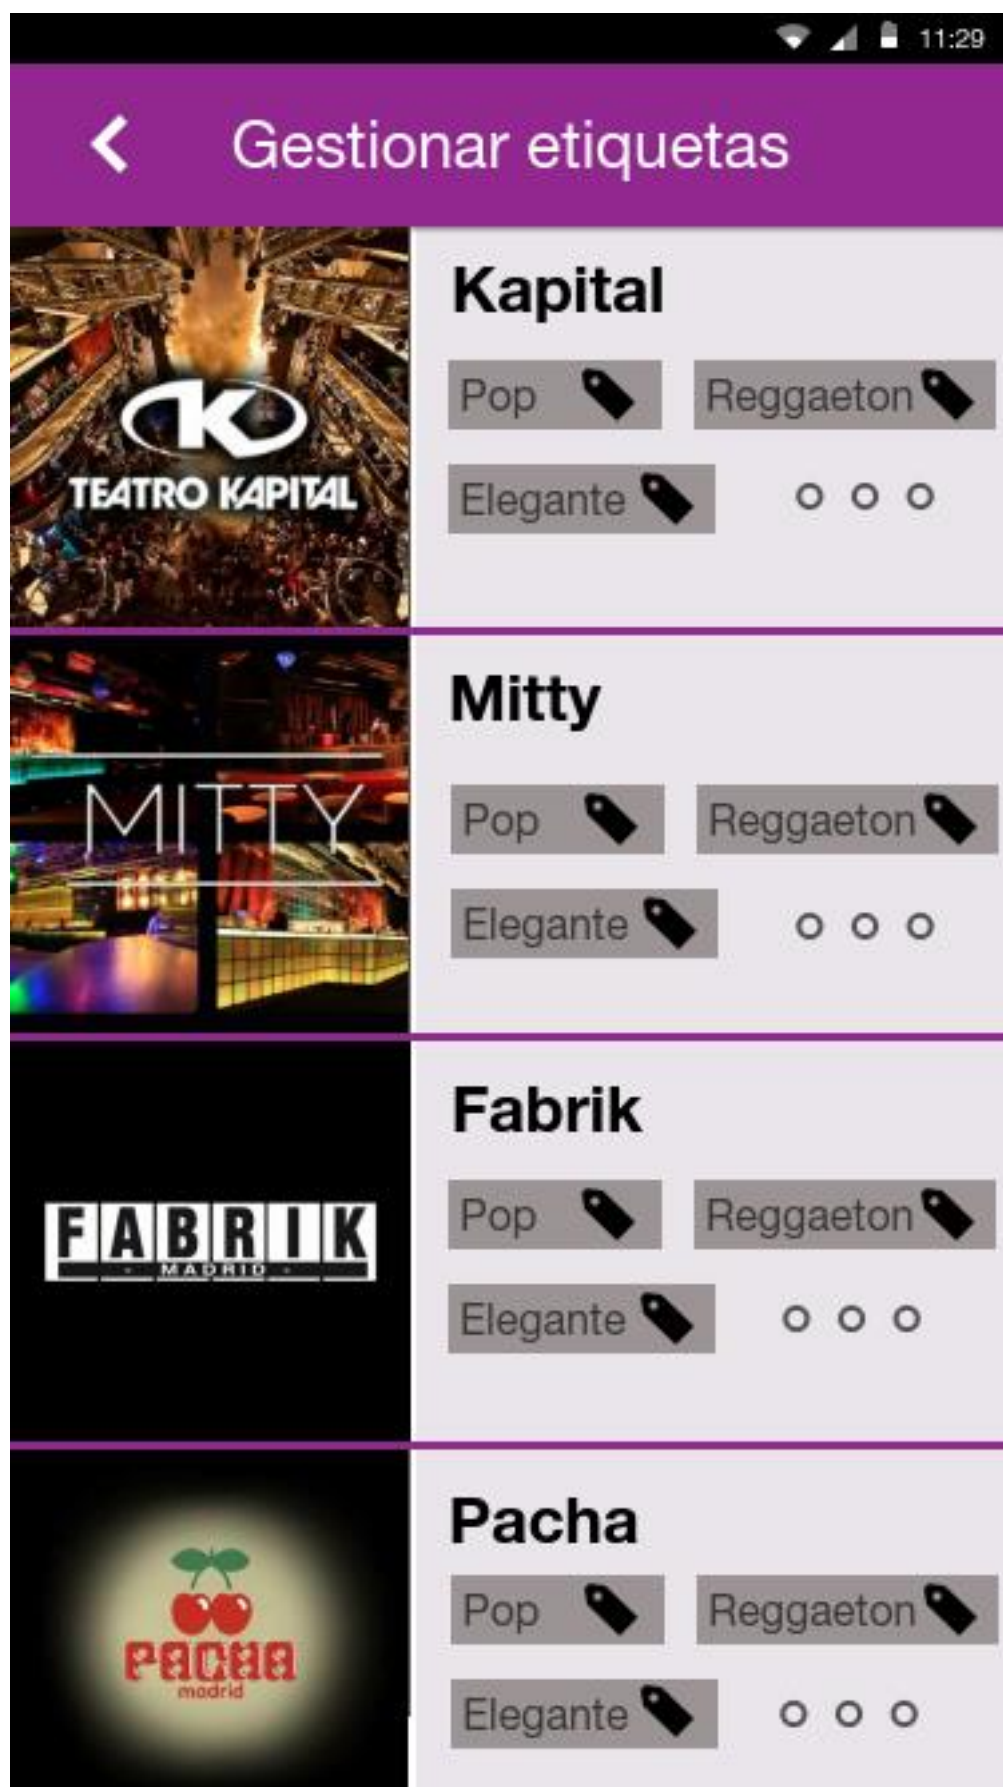 11:29
Gestionar etiquetas
TEATRO KAPITAL
Kapital
Pop Reggaeton
Elegante
MITTY
Mitty
Pop Reggaeton
Elegante
FABRIK
MADRID
Fabrik
Pop Reggaeton
Elegante
PACHA
madrid
Pacha
Pop Reggaeton
Elegante